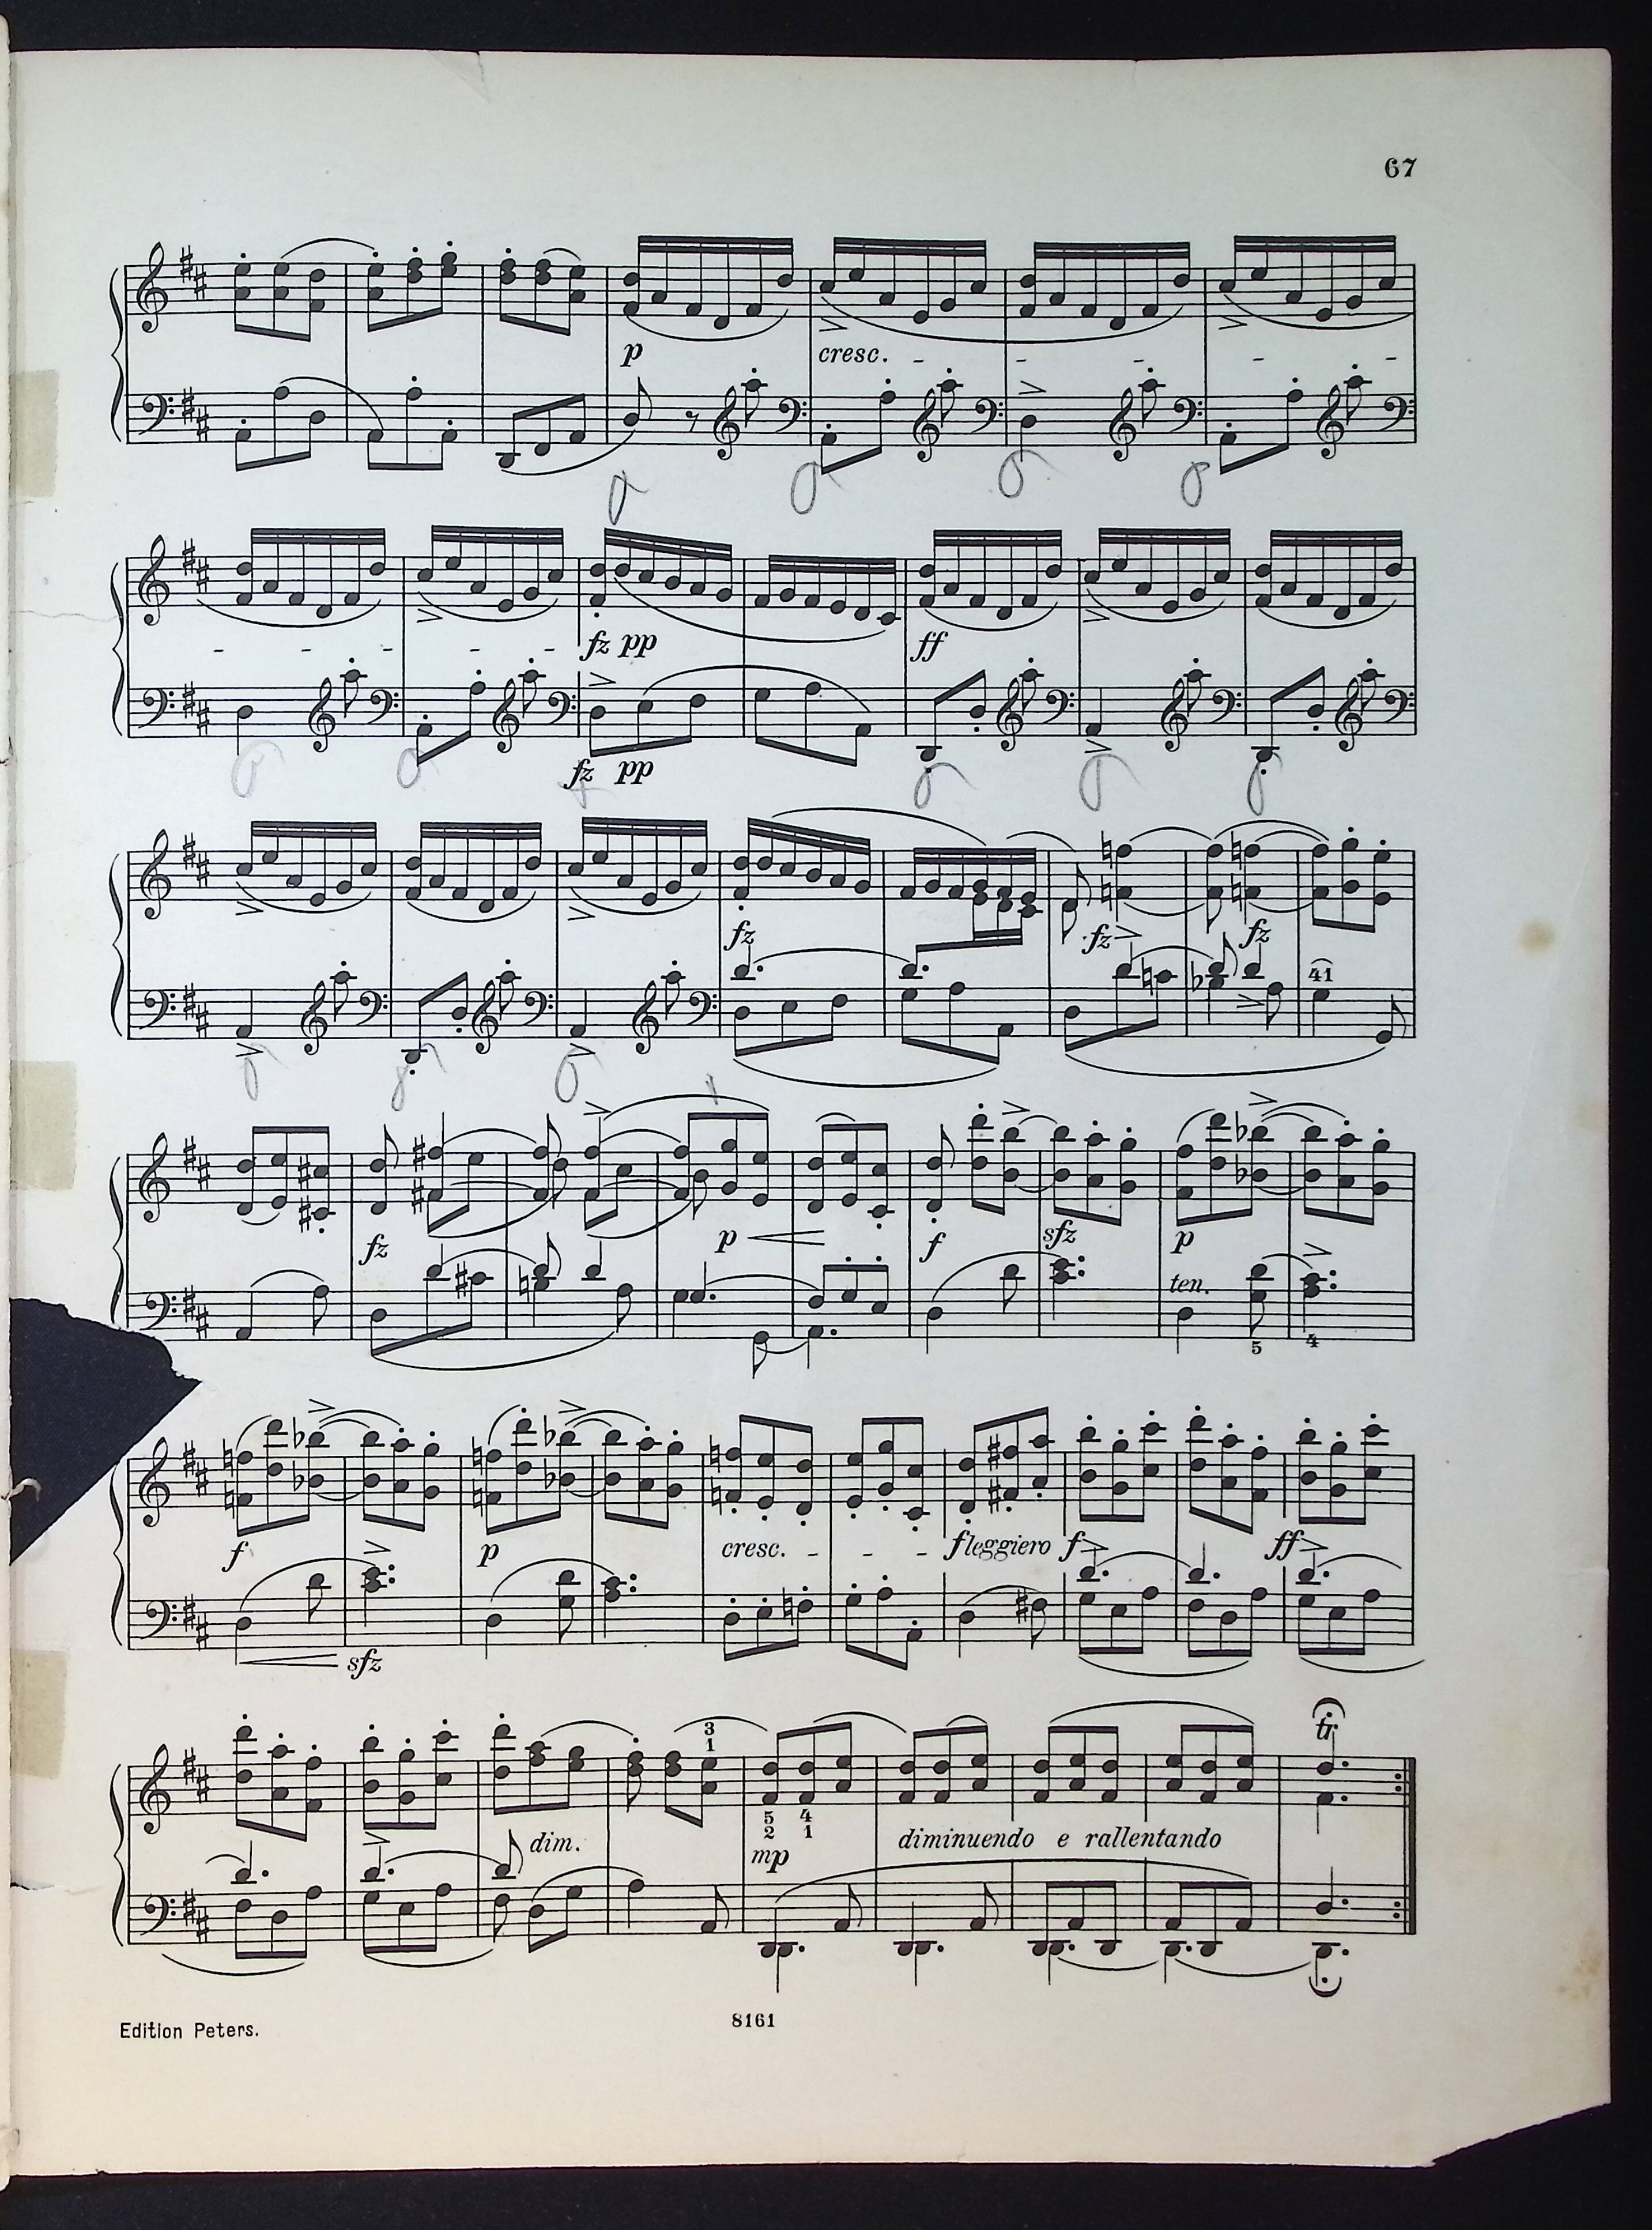 67
p cresc.
fz pp ff
fz pp
fz fz> fz
41
fz p f sfz p
ten.
5 4
f p cresc. f leggiero f ff
sfz
tr
3
1
dim.
5 4
2 1
mp diminuendo e rallentando
Edition Peters. 8161